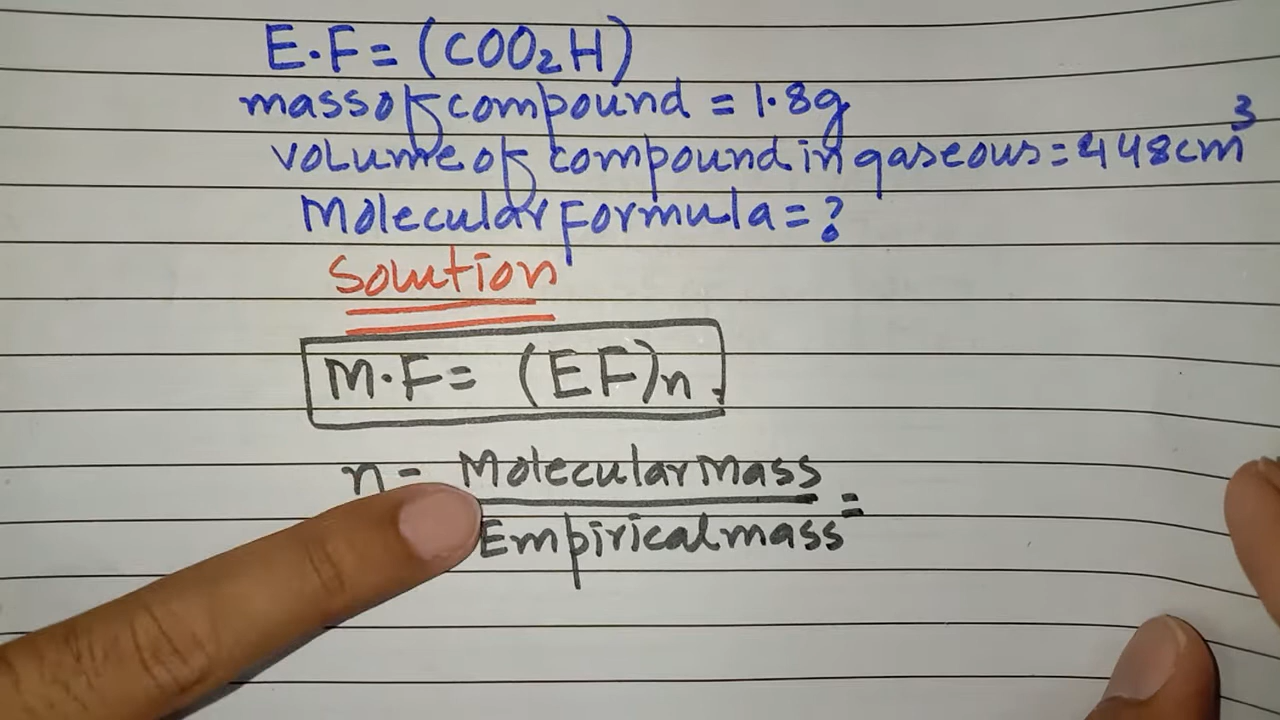 E.F = (COO₂H)
mass of compound = 1.8g
volume of compound in gaseous = 448cm³
Molecular Formula = ?
Solution
M.F = (EF)n.
n = Molecular Mass
Empirical mass =